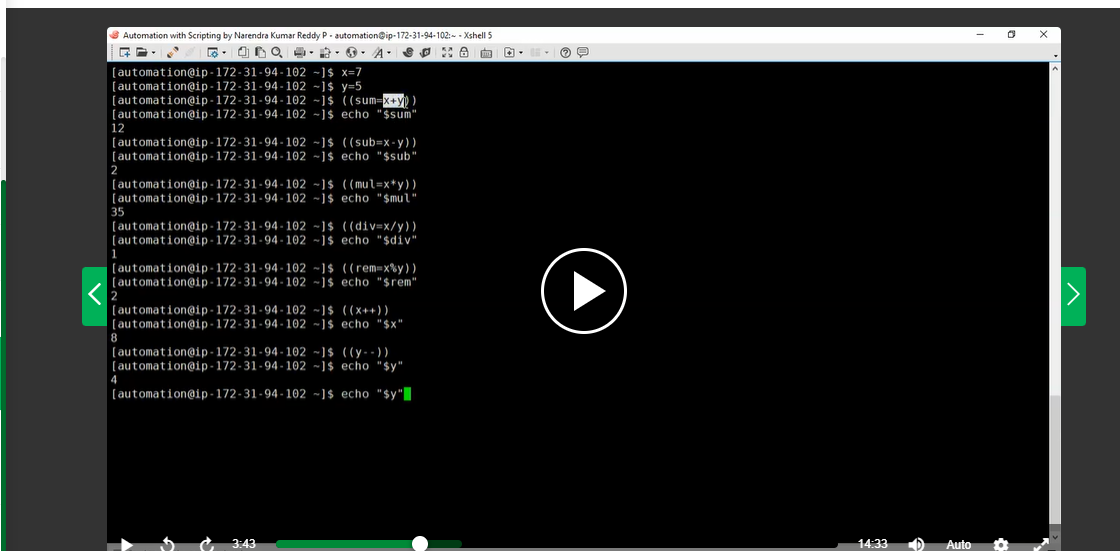 Automation with Scripting by Narendra Kumar Reddy P - automation@ip-172-31-94-102:~ - Xshell 5
[automation@ip-172-31-94-102 ~]$ x=7
[automation@ip-172-31-94-102 ~]$ y=5
[automation@ip-172-31-94-102 ~]$ ((sum=x+y))
[automation@ip-172-31-94-102 ~]$ echo "$sum"
12
[automation@ip-172-31-94-102 ~]$ ((sub=x-y))
[automation@ip-172-31-94-102 ~]$ echo "$sub"
2
[automation@ip-172-31-94-102 ~]$ ((mul=x*y))
[automation@ip-172-31-94-102 ~]$ echo "$mul"
35
[automation@ip-172-31-94-102 ~]$ ((div=x/y))
[automation@ip-172-31-94-102 ~]$ echo "$div"
1
[automation@ip-172-31-94-102 ~]$ ((rem=x%y))
[automation@ip-172-31-94-102 ~]$ echo "$rem"
2
[automation@ip-172-31-94-102 ~]$ ((x++))
[automation@ip-172-31-94-102 ~]$ echo "$x"
8
[automation@ip-172-31-94-102 ~]$ ((y--))
[automation@ip-172-31-94-102 ~]$ echo "$y"
4
[automation@ip-172-31-94-102 ~]$ echo "$y"
3:43 14:33 Auto